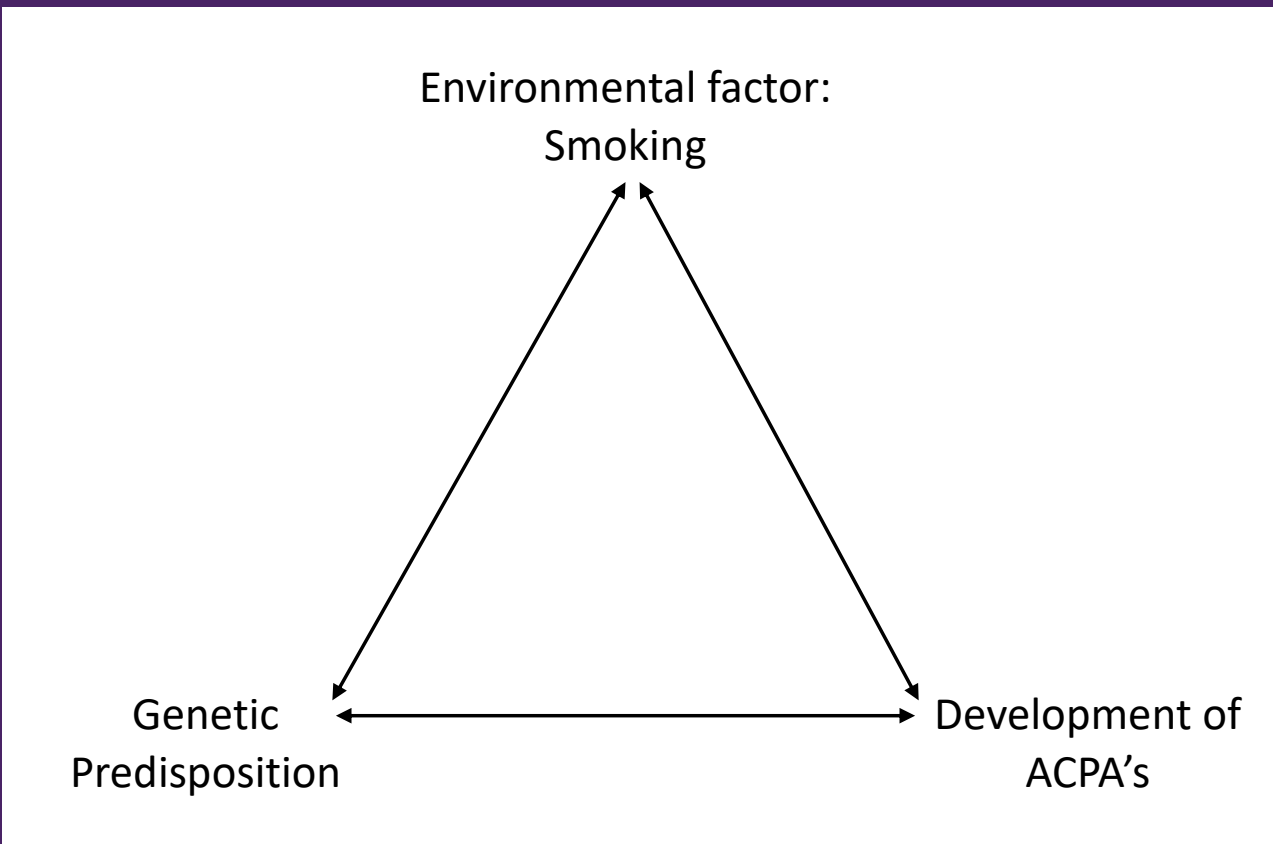 Environmental factor:
Smoking
Genetic
Predisposition
Development of
ACPA’s